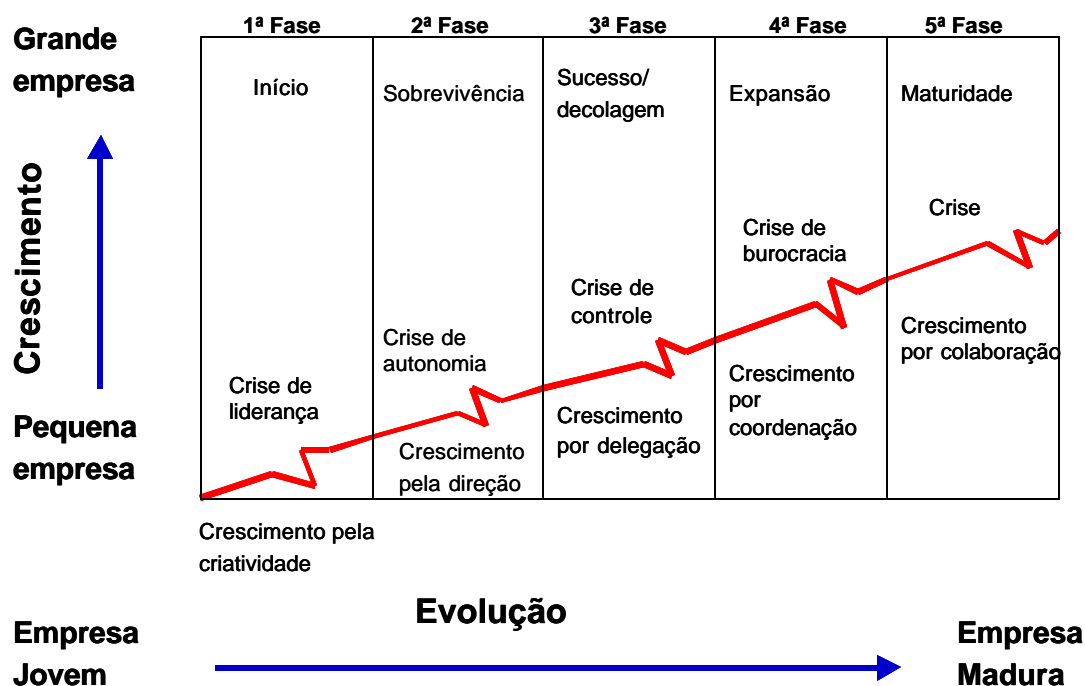 1ª Fase
2ª Fase
3ª Fase
4ª Fase
5ª Fase
Grande
empresa
Início
Sobrevivência
Sucesso/
decolagem
Expansão
Maturidade
Crescimento
Crise de
liderança
Crise de
autonomia
Crise de
controle
Crise de
burocracia
Crise
Pequena
empresa
Crescimento pela
criatividade
Crescimento
pela direção
Crescimento
por delegação
Crescimento
por
coordenação
Crescimento
por colaboração
Evolução
Empresa
Jovem
Empresa
Madura